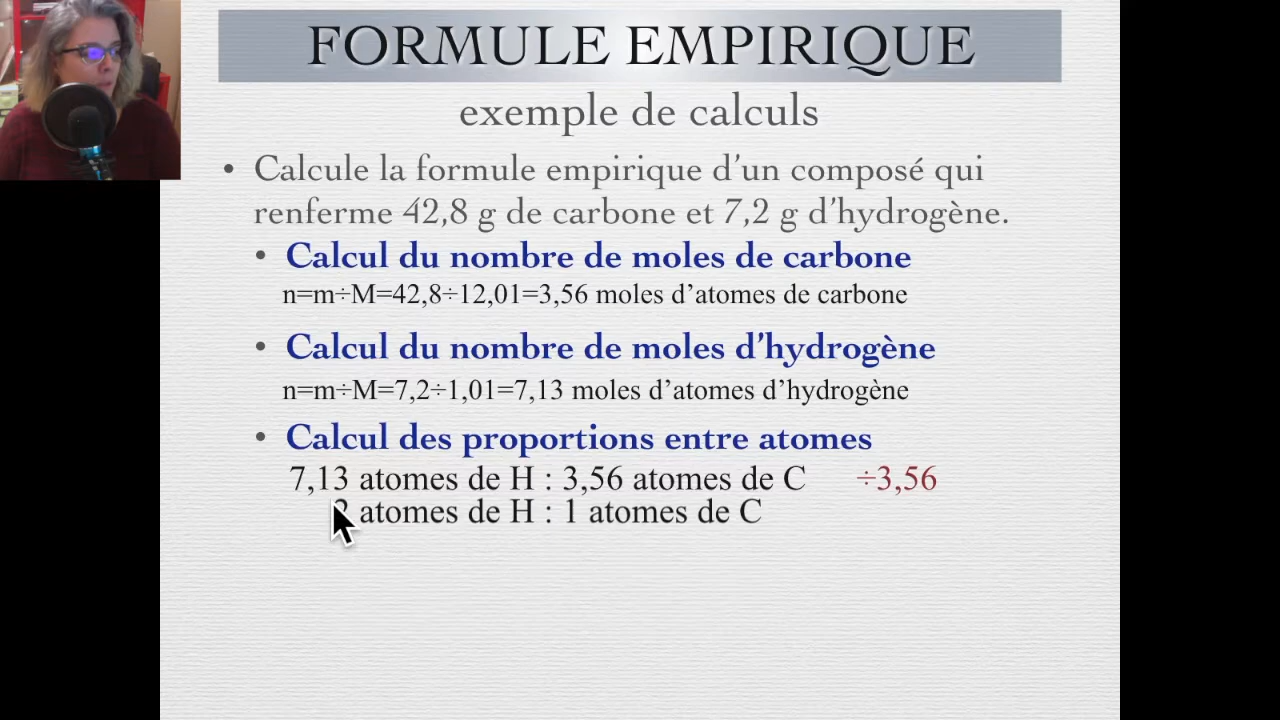 FORMULE EMPIRIQUE
exemple de calculs
• Calcule la formule empirique d’un composé qui
renferme 42,8 g de carbone et 7,2 g d’hydrogène.
• Calcul du nombre de moles de carbone
n=m÷M=42,8÷12,01=3,56 moles d’atomes de carbone
• Calcul du nombre de moles d’hydrogène
n=m÷M=7,2÷1,01=7,13 moles d’atomes d’hydrogène
• Calcul des proportions entre atomes
7,13 atomes de H : 3,56 atomes de C ÷3,56
2 atomes de H : 1 atomes de C